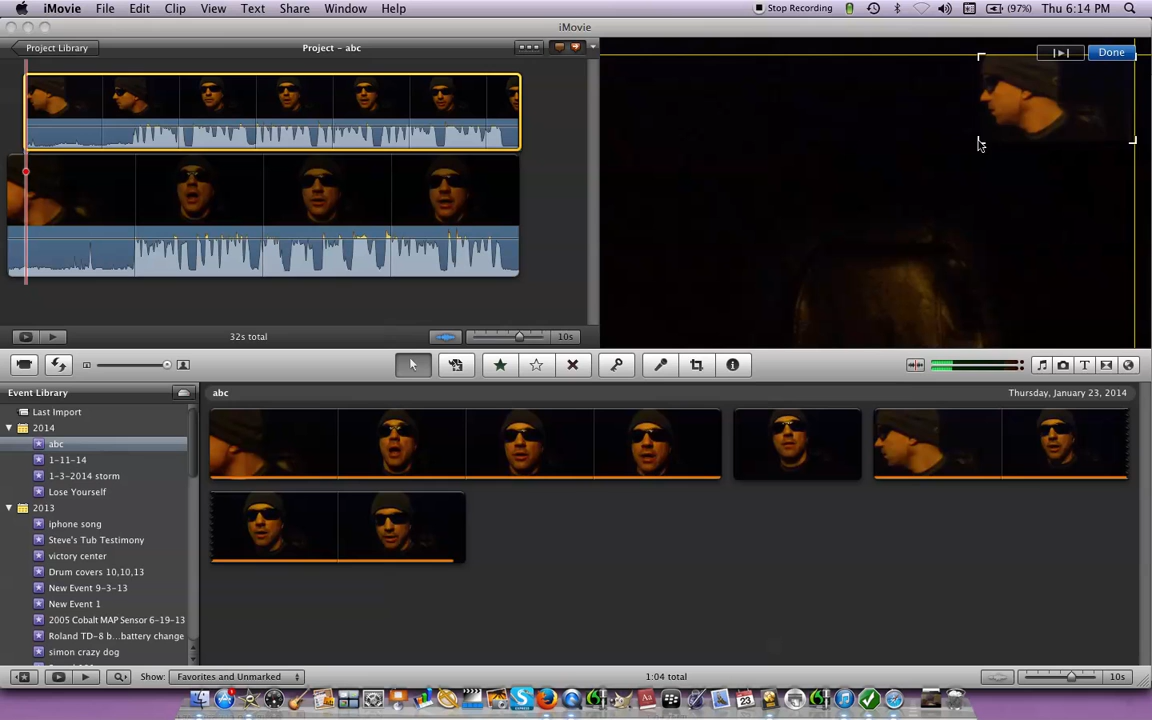 iMovie File Edit Clip View Text Share Window Help Stop Recording (97%) Thu 6:14 PM
iMovie
Project Library Project - abc
Done
32s total 10s
Event Library abc Thursday, January 23, 2014
Last Import
2014
abc
1-11-14
1-3-2014 storm
Lose Yourself
2013
iphone song
Steve's Tub Testimony
victory center
Drum covers 10,10,13
New Event 9-3-13
New Event 1
2005 Cobalt MAP Sensor 6-19-13
Roland TD-8 b...battery change
simon crazy dog
Show: Favorites and Unmarked 1:04 total 10s